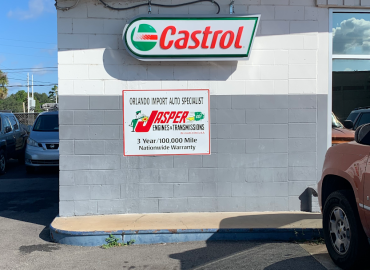 Castrol
ORLANDO IMPORT AUTO SPECIALIST
JASPER
ENGINES & TRANSMISSIONS
3 Year/100,000 Mile
Nationwide Warranty